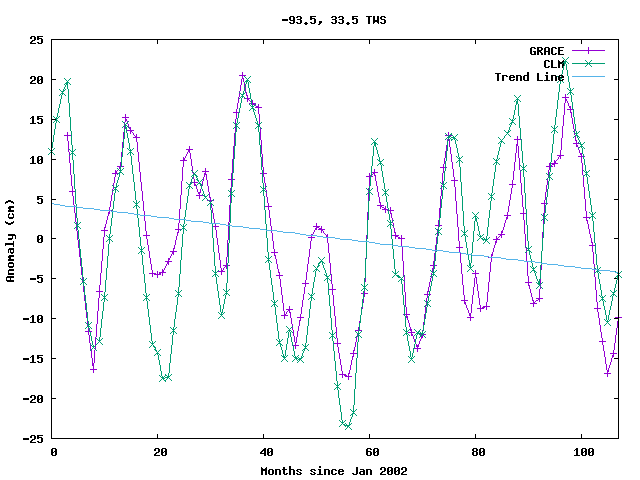 -93.5, 33.5 TWS
GRACE
CLM
Trend Line
25
20
15
10
5
0
-5
-10
-15
-20
-25
Anomaly (cm)
0 20 40 60 80 100
Months since Jan 2002